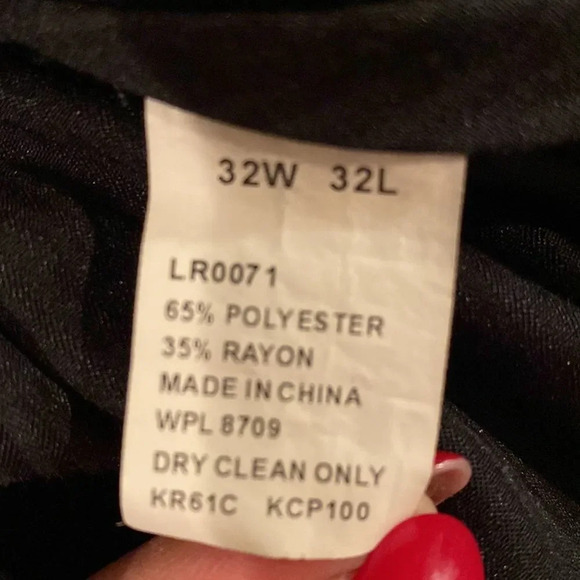 32W 32L
LR0071
65% POLYESTER
35% RAYON
MADE IN CHINA
WPL 8709
DRY CLEAN ONLY
KR61C KCP100